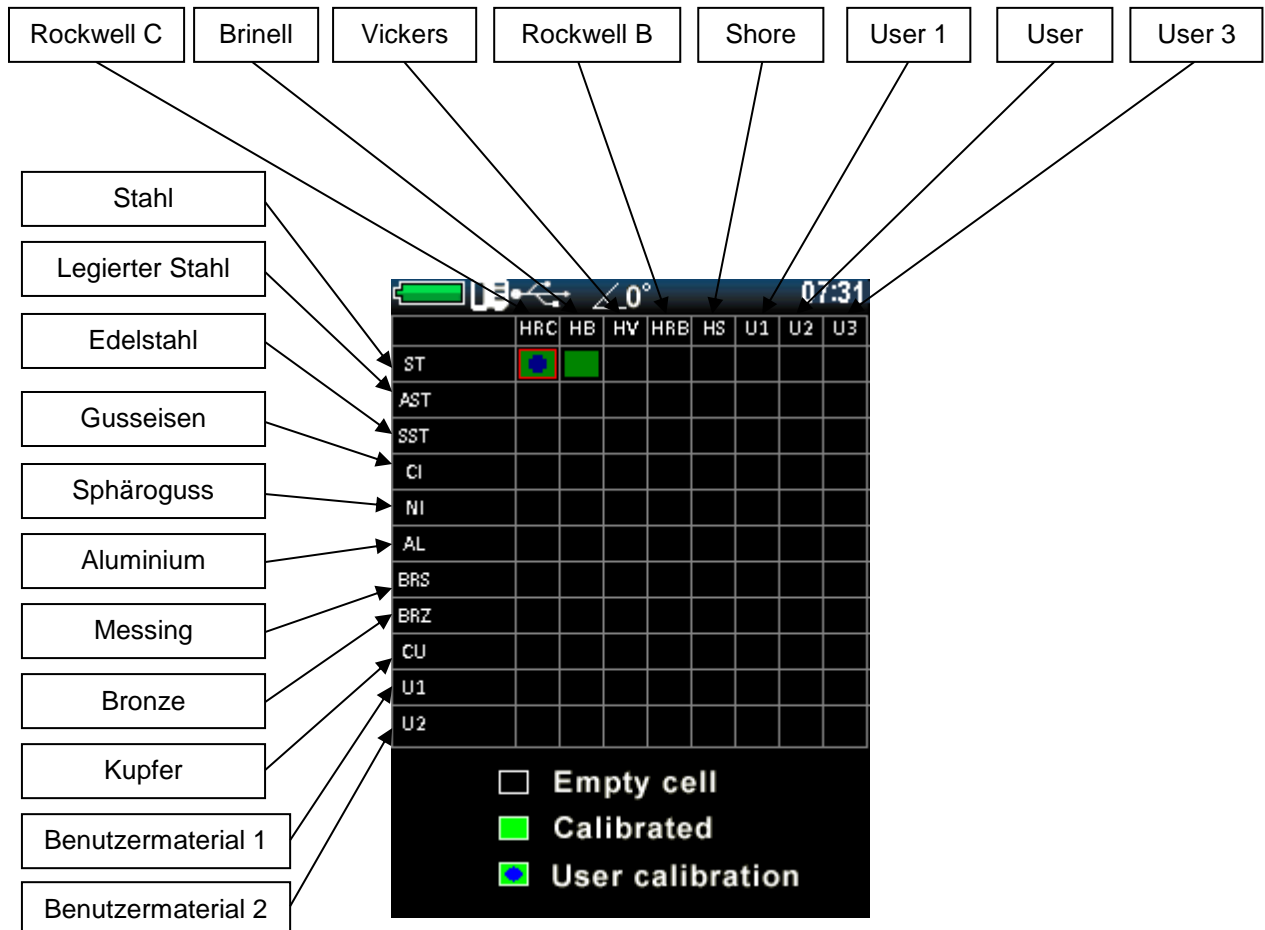 Rockwell C Brinell Vickers Rockwell B Shore User 1 User User 3
Stahl
Legierter Stahl
Edelstahl
Gusseisen
Sphäroguss
Aluminium
Messing
Bronze
Kupfer
Benutzermaterial 1
Benutzermaterial 2
0° 07:31
HRC HB HV HRB HS U1 U2 U3
ST
AST
SST
CI
NI
AL
BRS
BRZ
CU
U1
U2
Empty cell
Calibrated
User calibration